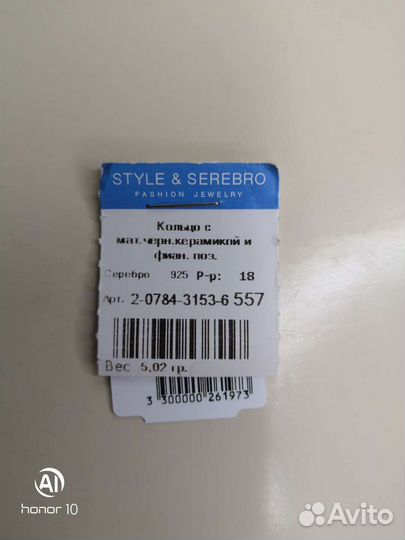 STYLE & SEREBRO
FASHION JEWELRY
Кольцо с
мат.черн.керамикой и
фиан. поз.
Серебро 925 Р-р: 18
Арт. 2-0784-3153-6 557
Вес 5,02 гр.
3 300000 261973
AI
honor 10
Avito